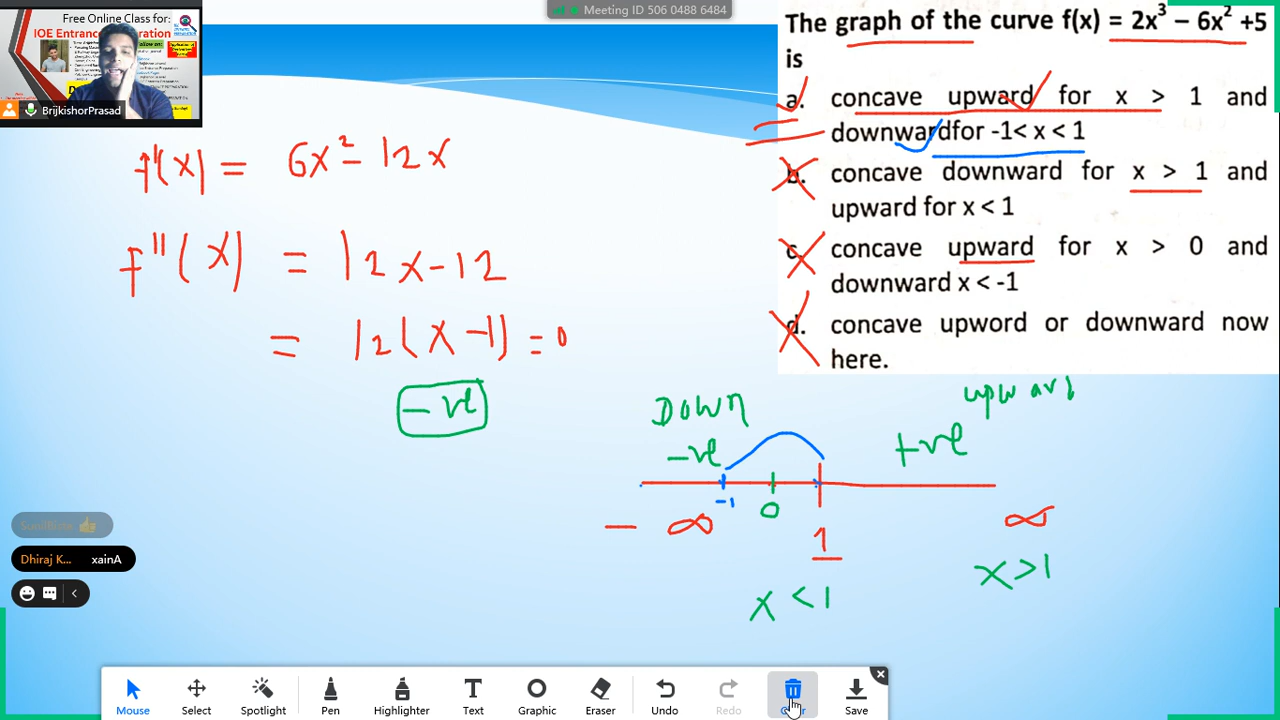 Meeting ID 506 0488 6484
Free Online Class for:
IOE Entrance
BrijkishorPrasad
The graph of the curve f(x) = 2x³ − 6x² +5
is
a. concave upward for x > 1 and
downwardfor -1< x < 1
b. concave downward for x > 1 and
upward for x < 1
c. concave upward for x > 0 and
downward x < -1
d. concave upword or downward now
here.
f'(x) = 6x² − 12x
f''(x) = 12x − 12
= 12(x − 1) = 0
− ve
Down
upward
−ve
+ve
-1
0
− ∞
1
∞
x < 1
x > 1
SunilBima
Dhiraj K... xainA
Mouse
Select
Spotlight
Pen
Highlighter
Text
Graphic
Eraser
Undo
Redo
Clear
Save